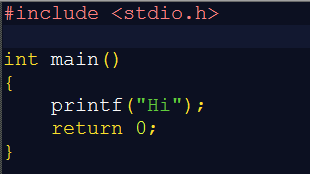 #include <stdio.h>

int main()
{
    printf("Hi");
    return 0;
}